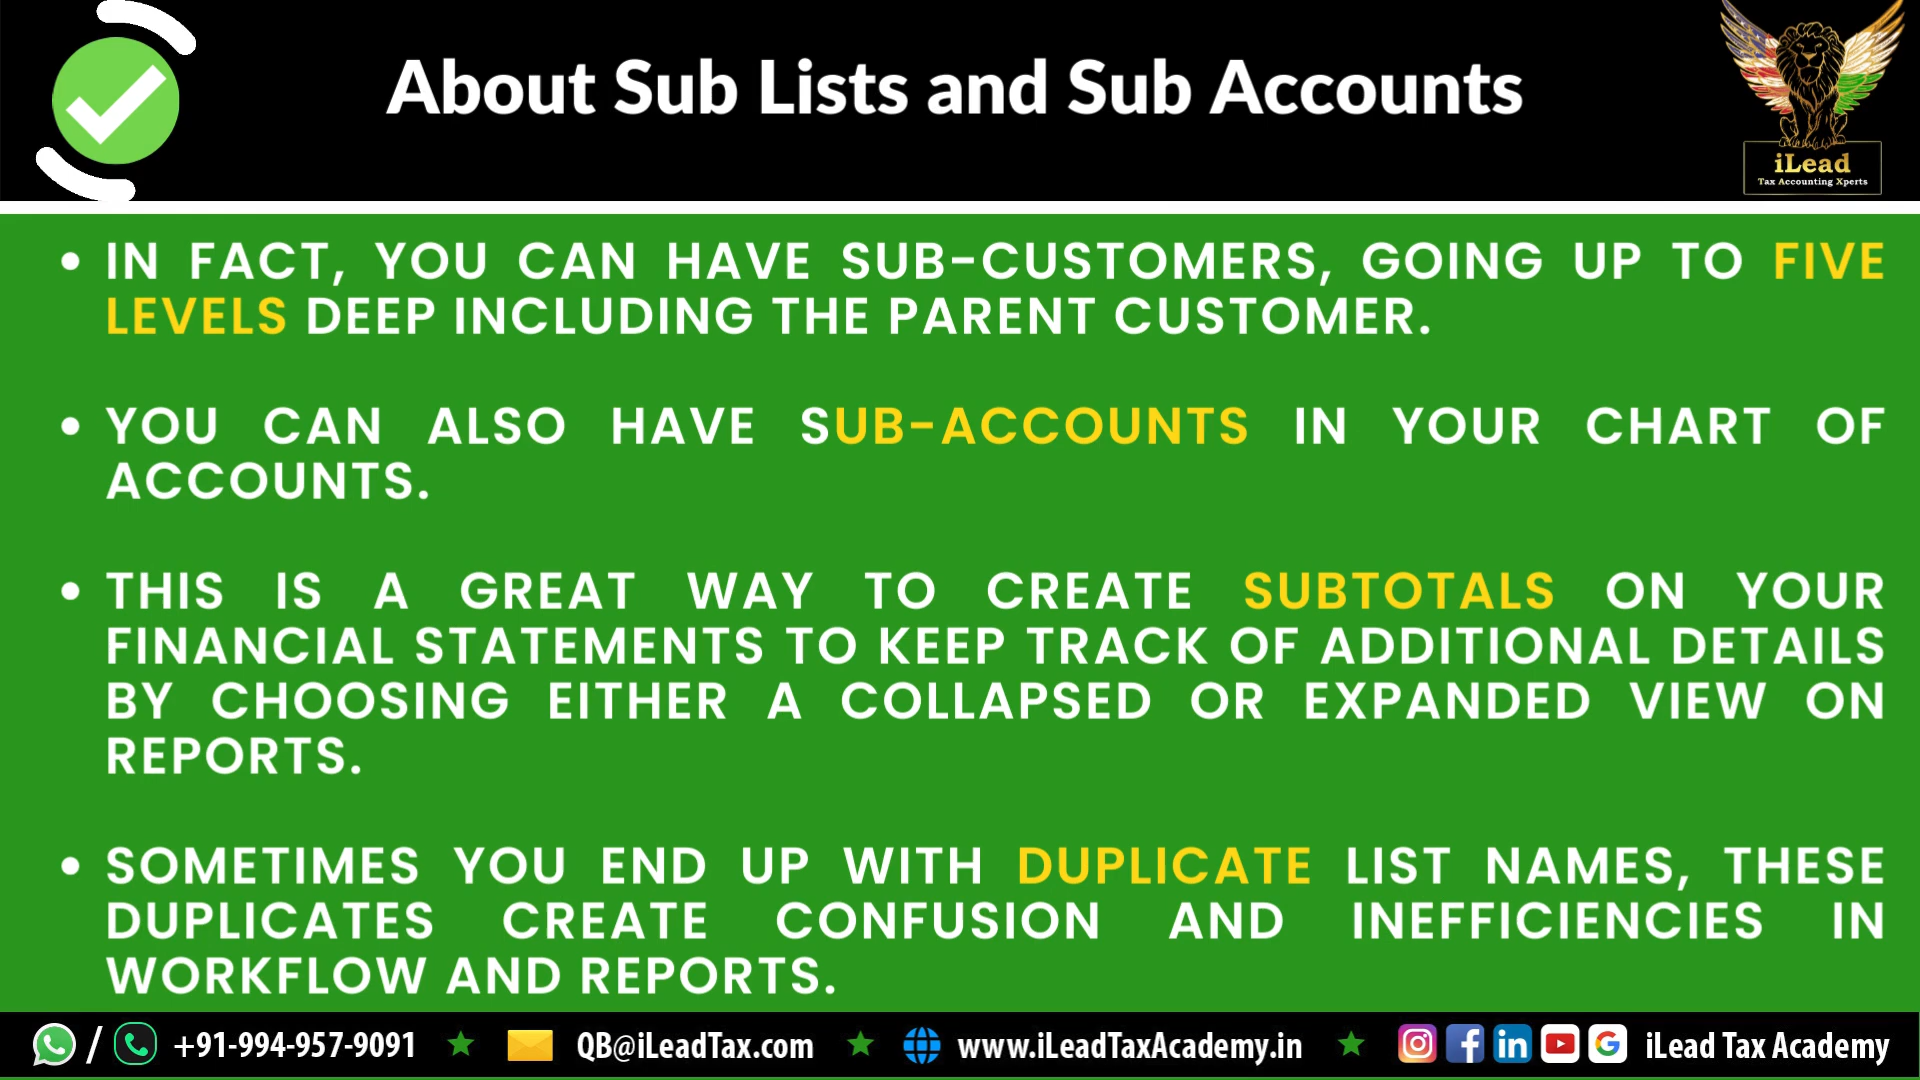 About Sub Lists and Sub Accounts
iLead
Tax Accounting Xperts
• IN FACT, YOU CAN HAVE SUB-CUSTOMERS, GOING UP TO FIVE
LEVELS DEEP INCLUDING THE PARENT CUSTOMER.
• YOU CAN ALSO HAVE SUB-ACCOUNTS IN YOUR CHART OF
ACCOUNTS.
• THIS IS A GREAT WAY TO CREATE SUBTOTALS ON YOUR
FINANCIAL STATEMENTS TO KEEP TRACK OF ADDITIONAL DETAILS
BY CHOOSING EITHER A COLLAPSED OR EXPANDED VIEW ON
REPORTS.
• SOMETIMES YOU END UP WITH DUPLICATE LIST NAMES, THESE
DUPLICATES CREATE CONFUSION AND INEFFICIENCIES IN
WORKFLOW AND REPORTS.
/ +91-994-957-9091 QB@iLeadTax.com www.iLeadTaxAcademy.in iLead Tax Academy